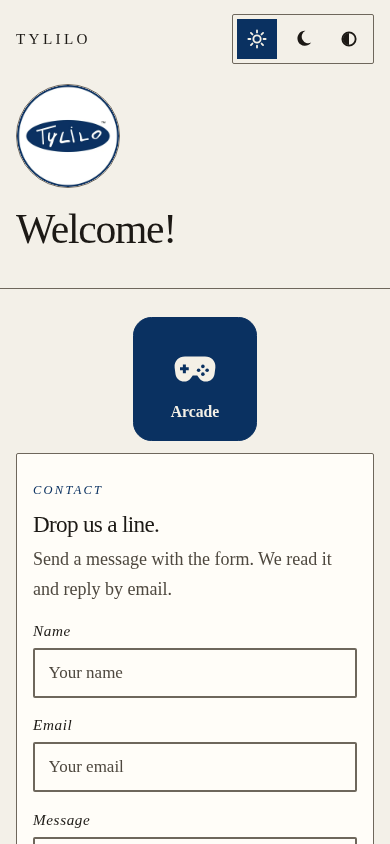 TYLILO
TyLiLo™
Welcome!
Arcade
CONTACT
Drop us a line.
Send a message with the form. We read it
and reply by email.
Name
Your name
Email
Your email
Message